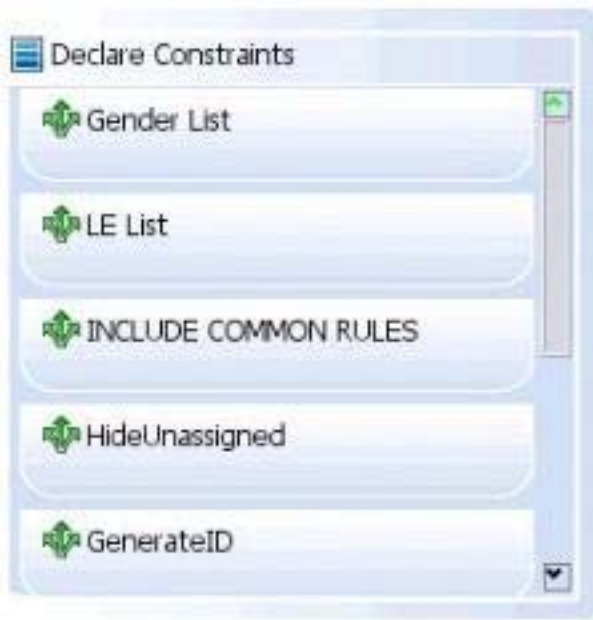 Declare Constraints
Gender List
LE List
INCLUDE COMMON RULES
HideUnassigned
GenerateID